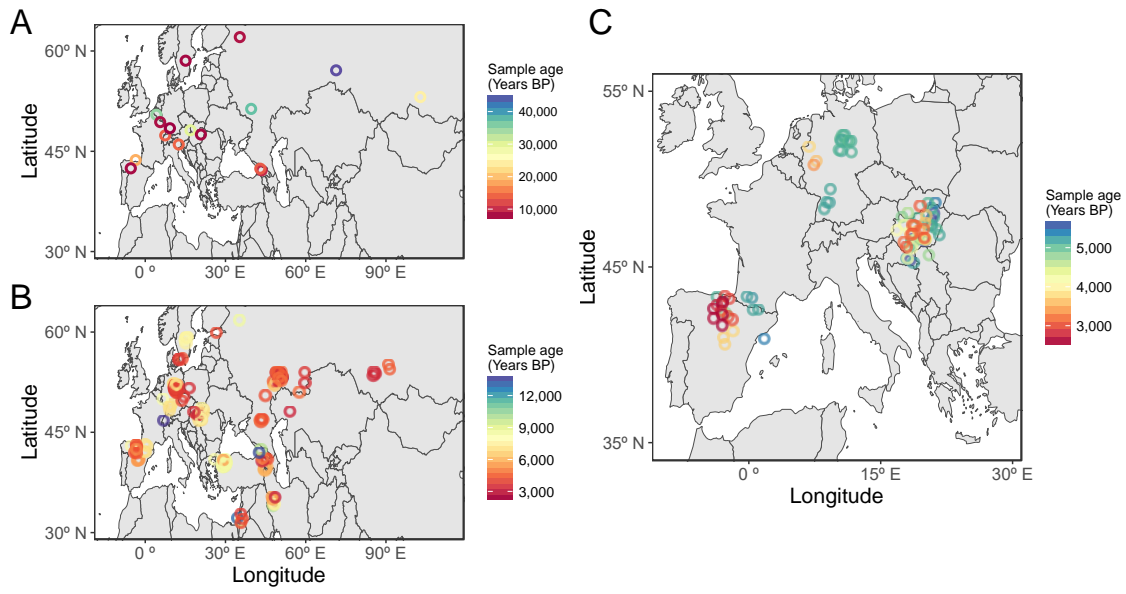 A
60º N
45º N
30º N
Latitude
0 º
30º E
60º E
90º E
Sample age
(Years BP)
40,000
30,000
20,000
10,000
B
60º N
45º N
30º N
Latitude
0 º
30º E
60º E
90º E
Longitude
Sample age
(Years BP)
12,000
9,000
6,000
3,000
C
55º N
45º N
35º N
Latitude
0 º
15º E
30º E
Longitude
Sample age
(Years BP)
5,000
4,000
3,000